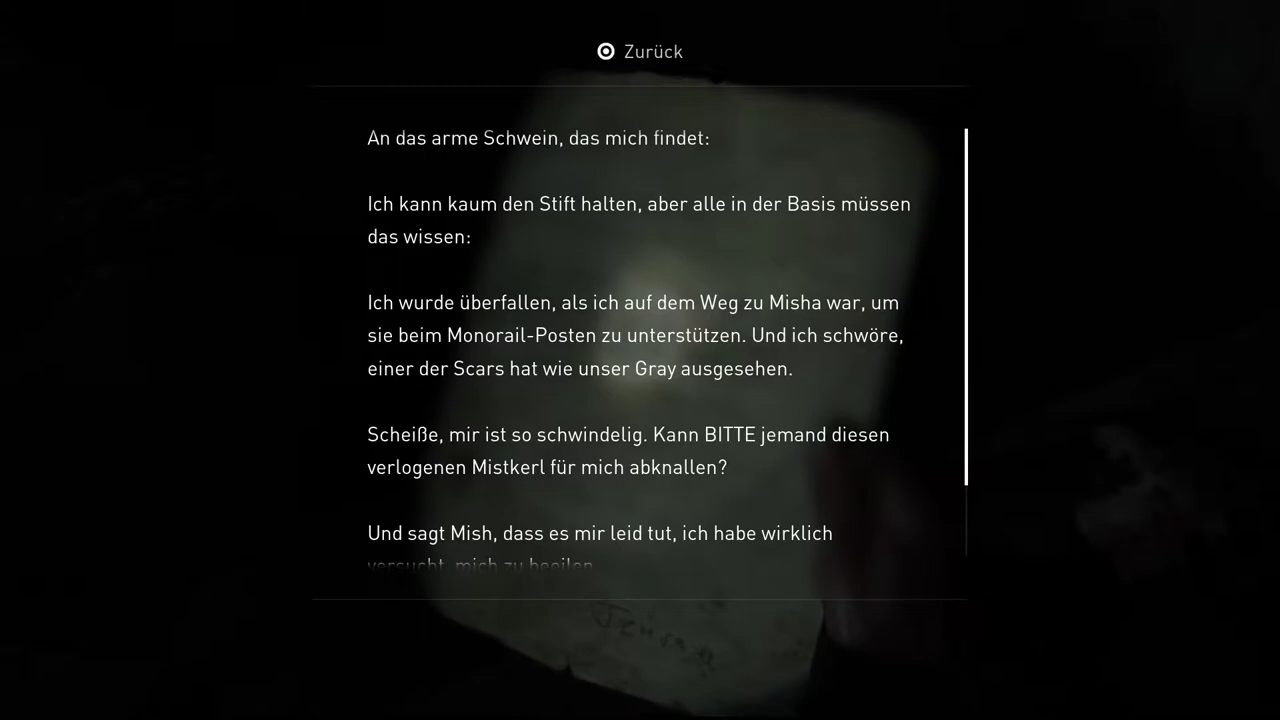 Zurück
An das arme Schwein, das mich findet:
Ich kann kaum den Stift halten, aber alle in der Basis müssen
das wissen:
Ich wurde überfallen, als ich auf dem Weg zu Misha war, um
sie beim Monorail-Posten zu unterstützen. Und ich schwöre,
einer der Scars hat wie unser Gray ausgesehen.
Scheiße, mir ist so schwindelig. Kann BITTE jemand diesen
verlogenen Mistkerl für mich abknallen?
Und sagt Mish, dass es mir leid tut, ich habe wirklich
versucht, mich zu beeilen